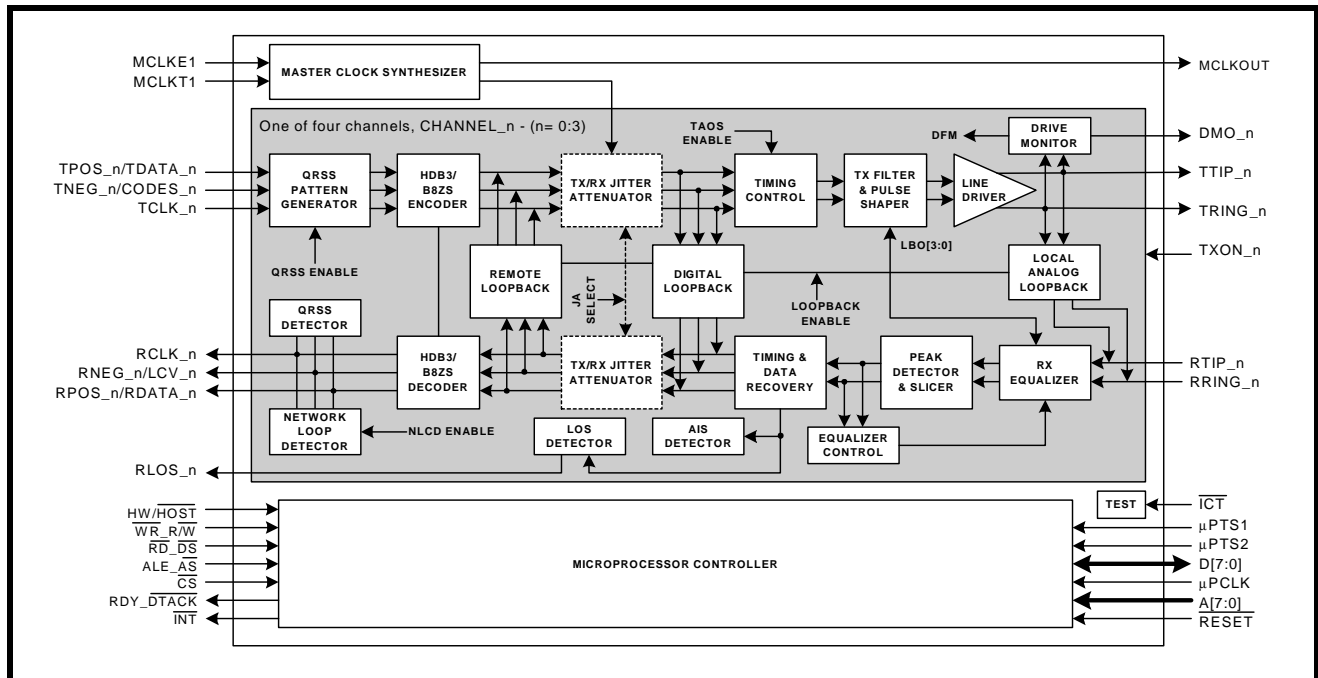 MCLKE1
MCLKT1
MASTER CLOCK SYNTHESIZER
MCLKOUT
One of four channels, CHANNEL_n - (n= 0:3)
TAOS
ENABLE
DFM
DRIVE
MONITOR
DMO_n
TPOS_n/TDATA_n
TNEG_n/CODES_n
TCLK_n
QRSS
PATTERN
GENERATOR
HDB3/
B8ZS
ENCODER
TX/RX JITTER
ATTENUATOR
TIMING
CONTROL
TX FILTER
& PULSE
SHAPER
LINE
DRIVER
TTIP_n
TRING_n
TXON_n
QRSS ENABLE
REMOTE
LOOPBACK
JA
SELECT
DIGITAL
LOOPBACK
LOOPBACK
ENABLE
LBO[3:0]
LOCAL
ANALOG
LOOPBACK
QRSS
DETECTOR
RCLK_n
RNEG_n/LCV_n
RPOS_n/RDATA_n
HDB3/
B8ZS
DECODER
TX/RX JITTER
ATTENUATOR
TIMING &
DATA
RECOVERY
PEAK
DETECTOR
& SLICER
RX
EQUALIZER
RTIP_n
RRING_n
NETWORK
LOOP
DETECTOR
NLCD ENABLE
LOS
DETECTOR
AIS
DETECTOR
EQUALIZER
CONTROL
RLOS_n
TEST
ICT
HW/HOST
WR_R/W
RD_DS
ALE_AS
CS
RDY_DTACK
INT
MICROPROCESSOR CONTROLLER
µPTS1
µPTS2
D[7:0]
µPCLK
A[7:0]
RESET